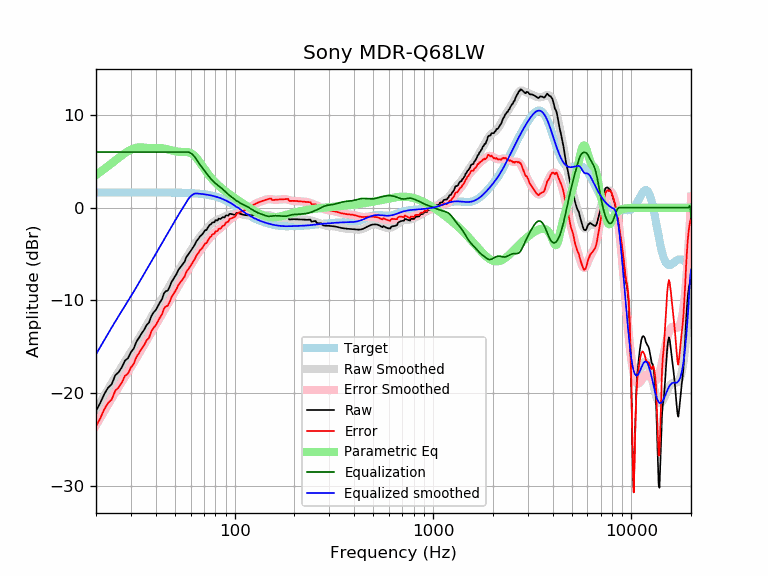 Sony MDR-Q68LW
Amplitude (dBr)
10
0
−10
−20
−30
Target
Raw Smoothed
Error Smoothed
Raw
Error
Parametric Eq
Equalization
Equalized smoothed
100
1000
10000
Frequency (Hz)